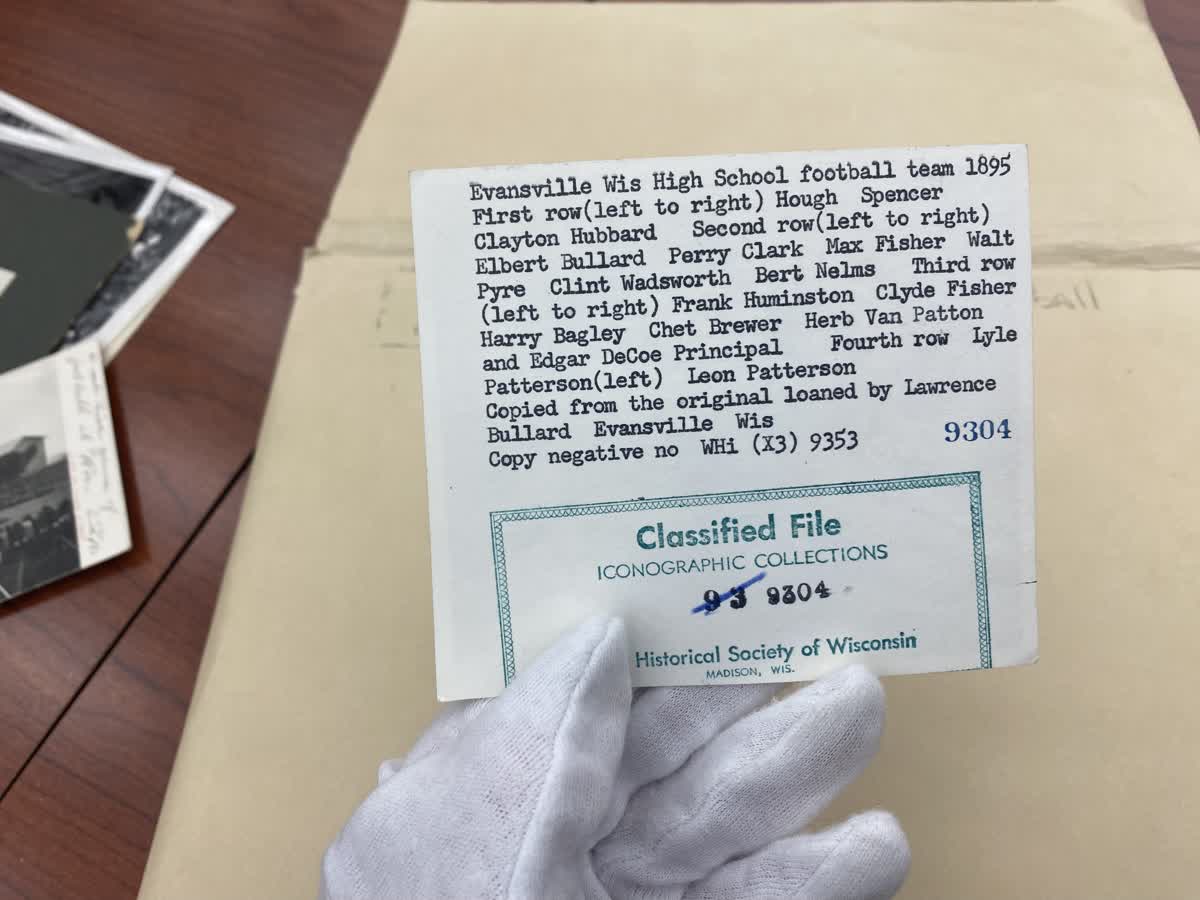 Evansville Wis High School football team 1895
First row(left to right) Hough Spencer
Clayton Hubbard Second row(left to right)
Elbert Bullard Perry Clark Max Fisher Walt
Pyre Clint Wadsworth Bert Nelms Third row
(left to right) Frank Huminston Clyde Fisher
Harry Bagley Chet Brewer Herb Van Patton
and Edgar DeCoe Principal Fourth row Lyle
Patterson(left) Leon Patterson
Copied from the original loaned by Lawrence
Bullard Evansville Wis
Copy negative no WHi (X3) 9353 9304
Classified File
ICONOGRAPHIC COLLECTIONS
93 9304
Historical Society of Wisconsin
MADISON, WIS.